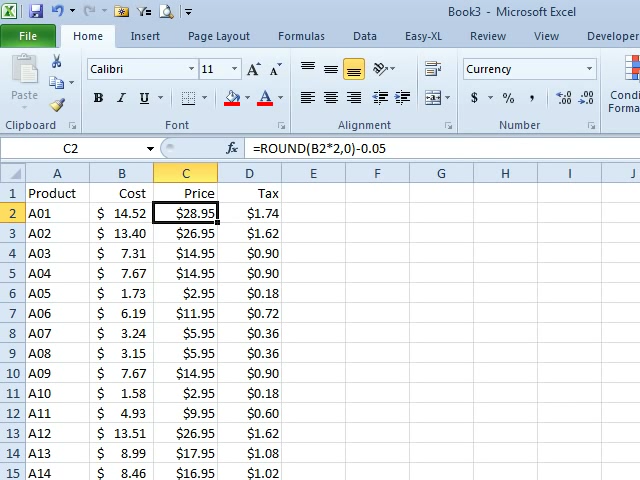 Book3 - Microsoft Excel
File Home Insert Page Layout Formulas Data Easy-XL Review View Developer
Calibri 11 Currency
Paste
B I U $ % , Condi
Forma
Clipboard Font Alignment Number
C2 fx =ROUND(B2*2,0)-0.05
A B C D E F G H I J
1 Product Cost Price Tax
2 A01 $ 14.52 $28.95 $1.74
3 A02 $ 13.40 $26.95 $1.62
4 A03 $ 7.31 $14.95 $0.90
5 A04 $ 7.67 $14.95 $0.90
6 A05 $ 1.73 $2.95 $0.18
7 A06 $ 6.19 $11.95 $0.72
8 A07 $ 3.24 $5.95 $0.36
9 A08 $ 3.15 $5.95 $0.36
10 A09 $ 7.67 $14.95 $0.90
11 A10 $ 1.58 $2.95 $0.18
12 A11 $ 4.93 $9.95 $0.60
13 A12 $ 13.51 $26.95 $1.62
14 A13 $ 8.99 $17.95 $1.08
15 A14 $ 8.46 $16.95 $1.02